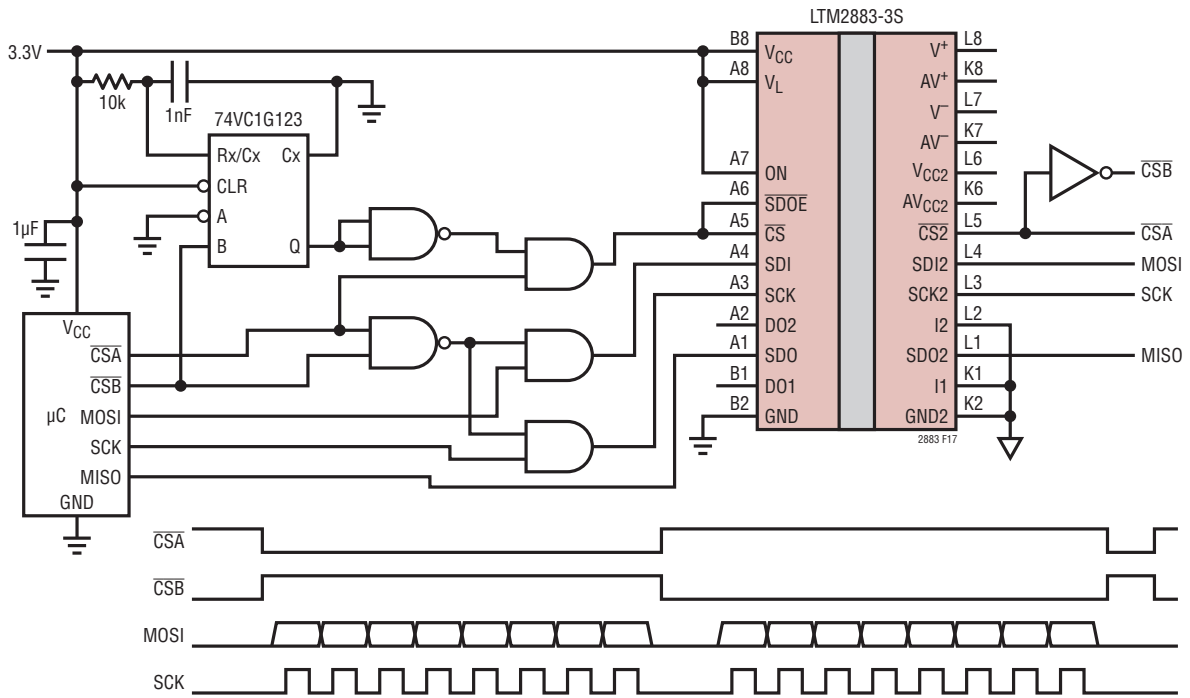 LTM2883-3S
3.3V
10k
1nF
74VC1G123
Rx/Cx Cx
CLR
A
B Q
1µF
VCC
CSA
CSB
µC MOSI
SCK
MISO
GND
B8 VCC
A8 VL
A7 ON
A6 SDOE
A5 CS
A4 SDI
A3 SCK
A2 DO2
A1 SDO
B1 DO1
B2 GND
V+ L8
AV+ K8
V− L7
AV− K7
VCC2 L6
AVCC2 K6
CS2 L5
SDI2 L4
SCK2 L3
I2 L2
SDO2 L1
I1 K1
GND2 K2
2883 F17
CSB
CSA
MOSI
SCK
MISO
CSA
CSB
MOSI
SCK